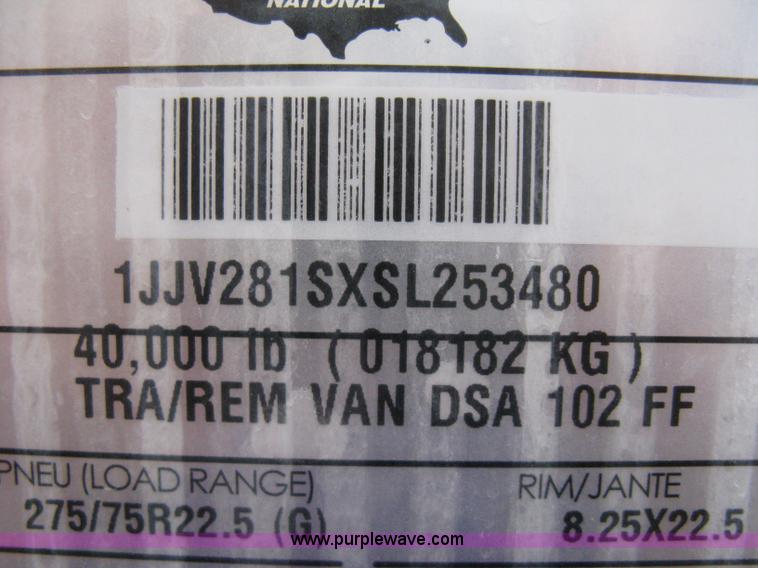 NATIONAL
1JJV281SXSL253480
40,000 lb ( 018182 KG )
TRA/REM VAN DSA 102 FF
PNEU (LOAD RANGE)
RIM/JANTE
275/75R22.5 (G)
8.25X22.5
www.purplewave.com